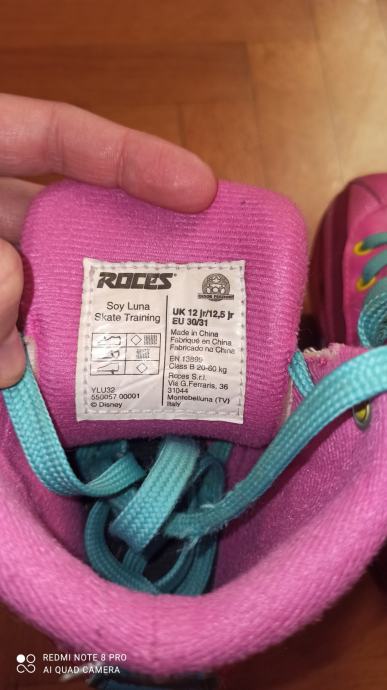 ROCES
Soy Luna
Skate Training
YLU32
550057 00001
© Disney
UK 12 jr/12,5 jr
EU 30/31
Made in China
Fabriqué en China
Fabricado na China
EN 13899
Class B 20-60 kg
Roces S.r.l.
Via G.Ferraris, 36
31044
Montebelluna (TV)
Italy
REDMI NOTE 8 PRO
AI QUAD CAMERA